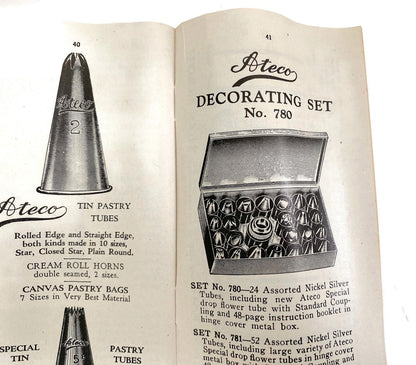 40
Ateco
2
Ateco TIN PASTRY
TUBES
Rolled Edge and Straight Edge,
both kinds made in 10 sizes,
Star, Closed Star, Plain Round.
CREAM ROLL HORNS
double seamed, 2 sizes.
CANVAS PASTRY BAGS
7 Sizes in Very Best Material
SPECIAL
TIN
Ateco
5
PASTRY
TUBES
41
Ateco
DECORATING SET
No. 780
SET No. 780—24 Assorted Nickel Silver
Tubes, including new Ateco Special
drop flower tube with Standard Coup-
ling and 48-page instruction booklet in
hinge cover metal box.
SET No. 781—52 Assorted Nickel Silver
Tubes, including large variety of Ateco
Special drop flower tubes in hinge cover
metal box with